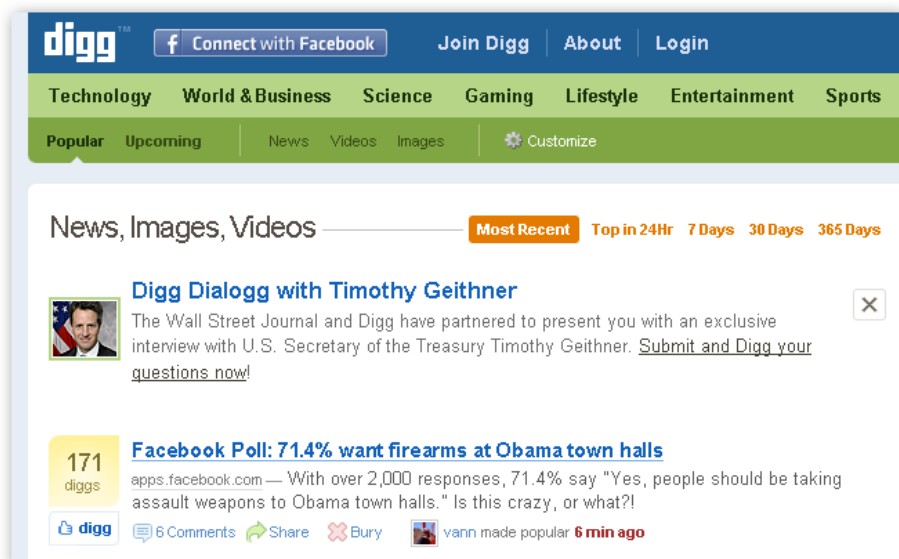 digg™ f Connect with Facebook Join Digg About Login
Technology World & Business Science Gaming Lifestyle Entertainment Sports
Popular Upcoming News Videos Images Customize
News, Images, Videos Most Recent Top in 24Hr 7 Days 30 Days 365 Days
Digg Dialogg with Timothy Geithner
The Wall Street Journal and Digg have partnered to present you with an exclusive
interview with U.S. Secretary of the Treasury Timothy Geithner. Submit and Digg your
questions now!
171
diggs
digg
Facebook Poll: 71.4% want firearms at Obama town halls
apps.facebook.com — With over 2,000 responses, 71.4% say "Yes, people should be taking
assault weapons to Obama town halls." Is this crazy, or what?!
6 Comments Share Bury vann made popular 6 min ago